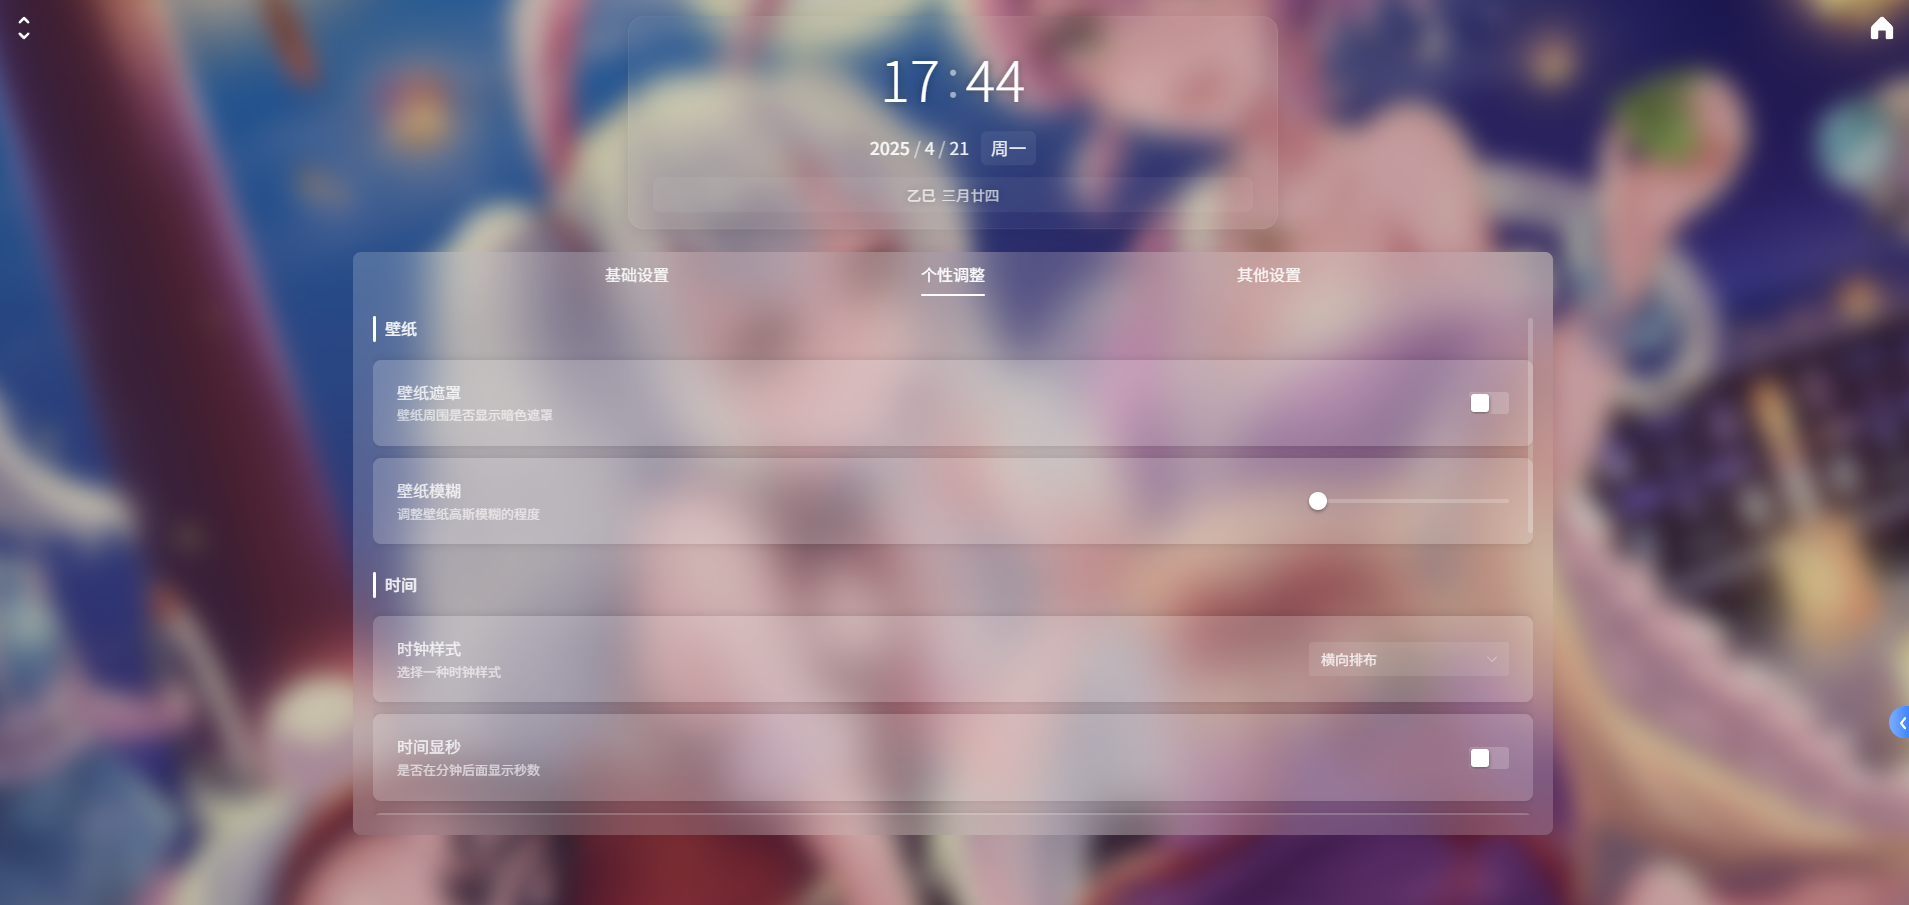 17:44
2025 / 4 / 21 周一
乙巳 三月廿四
基础设置 个性调整 其他设置
壁纸
壁纸遮罩
壁纸周围是否显示暗色遮罩
壁纸模糊
调整壁纸高斯模糊的程度
时间
时钟样式
选择一种时钟样式
横向排布
时间显秒
是否在分钟后面显示秒数